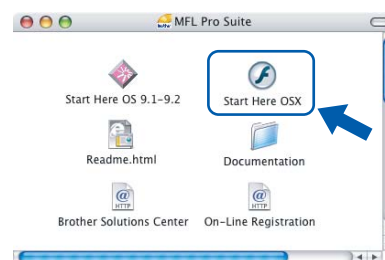 MFL Pro Suite
Start Here OS 9.1-9.2
Start Here OSX
Readme.html
Documentation
@
HTTP
@
HTTP
Brother Solutions Center
On-Line Registration